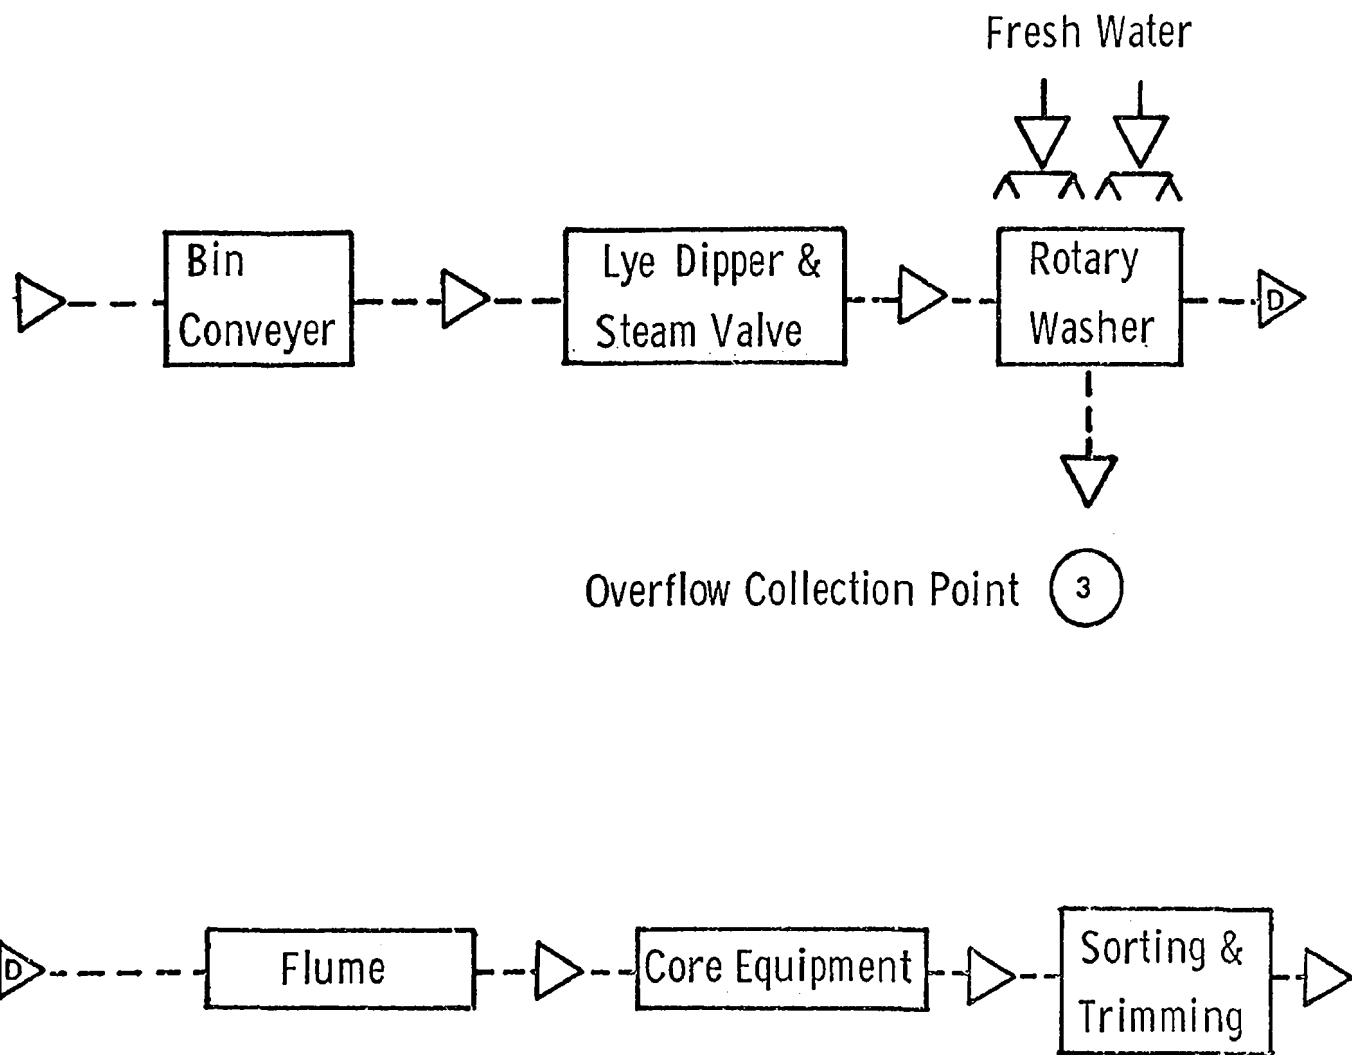 Fresh Water
Bin
Conveyer
Lye Dipper &
Steam Valve
Rotary
Washer
D
Overflow Collection Point 3
D
Flume
Core Equipment
Sorting &
Trimming